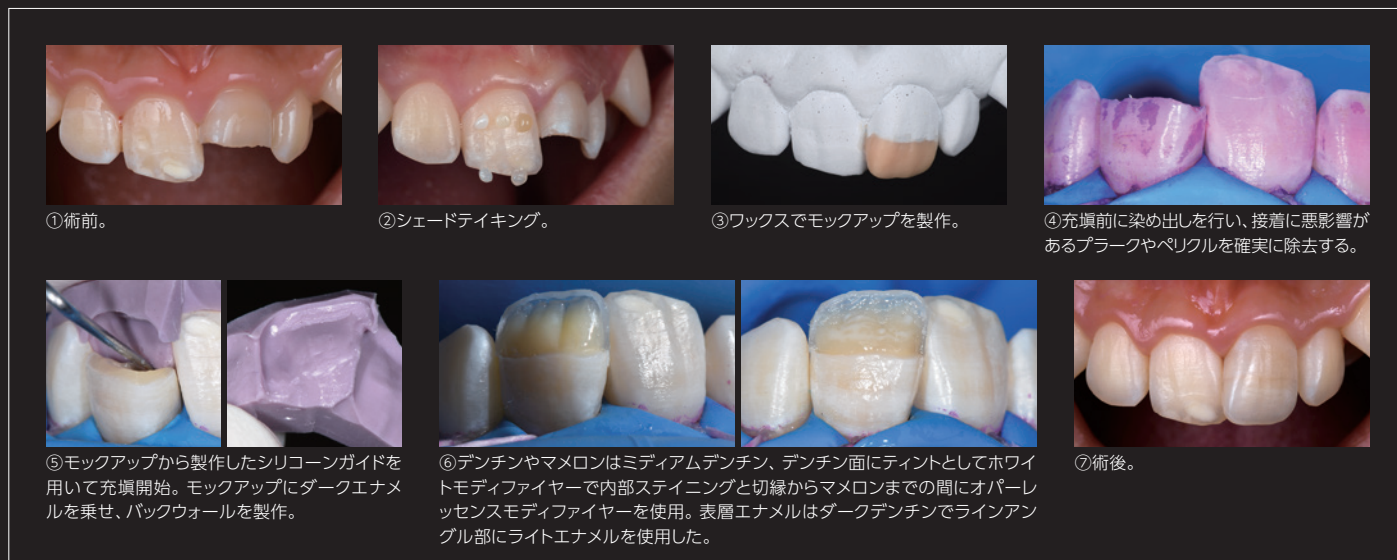 ①術前。
②シェードテイキング。
③ワックスでモックアップを製作。
④充塡前に染め出しを行い、接着に悪影響が
あるプラークやペリクルを確実に除去する。
⑤モックアップから製作したシリコーンガイドを
用いて充塡開始。モックアップにダークエナメ
ルを乗せ、バックウォールを製作。
⑥デンチンやマメロンはミディアムデンチン、デンチン面にティントとしてホワイ
トモディファイヤーで内部ステイニングと切縁からマメロンまでの間にオパーレ
ッセンスモディファイヤーを使用。表層エナメルはダークデンチンでラインアン
グル部にライトエナメルを使用した。
⑦術後。